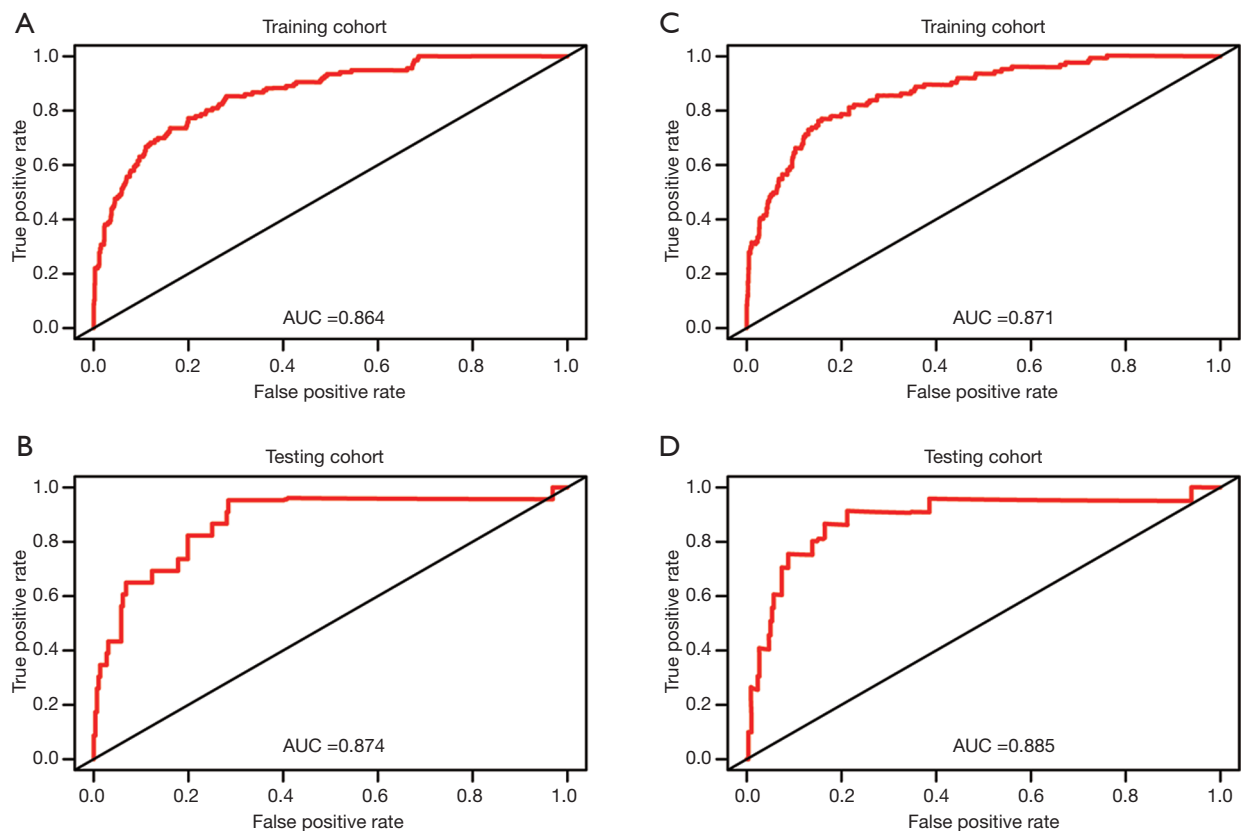 A
Training cohort
1.0
0.8
0.6
0.4
0.2
0.0
True positive rate
AUC =0.864
0.0 0.2 0.4 0.6 0.8 1.0
False positive rate
C
Training cohort
1.0
0.8
0.6
0.4
0.2
0.0
True positive rate
AUC =0.871
0.0 0.2 0.4 0.6 0.8 1.0
False positive rate
B
Testing cohort
1.0
0.8
0.6
0.4
0.2
0.0
True positive rate
AUC =0.874
0.0 0.2 0.4 0.6 0.8 1.0
False positive rate
D
Testing cohort
1.0
0.8
0.6
0.4
0.2
0.0
True positive rate
AUC =0.885
0.0 0.2 0.4 0.6 0.8 1.0
False positive rate